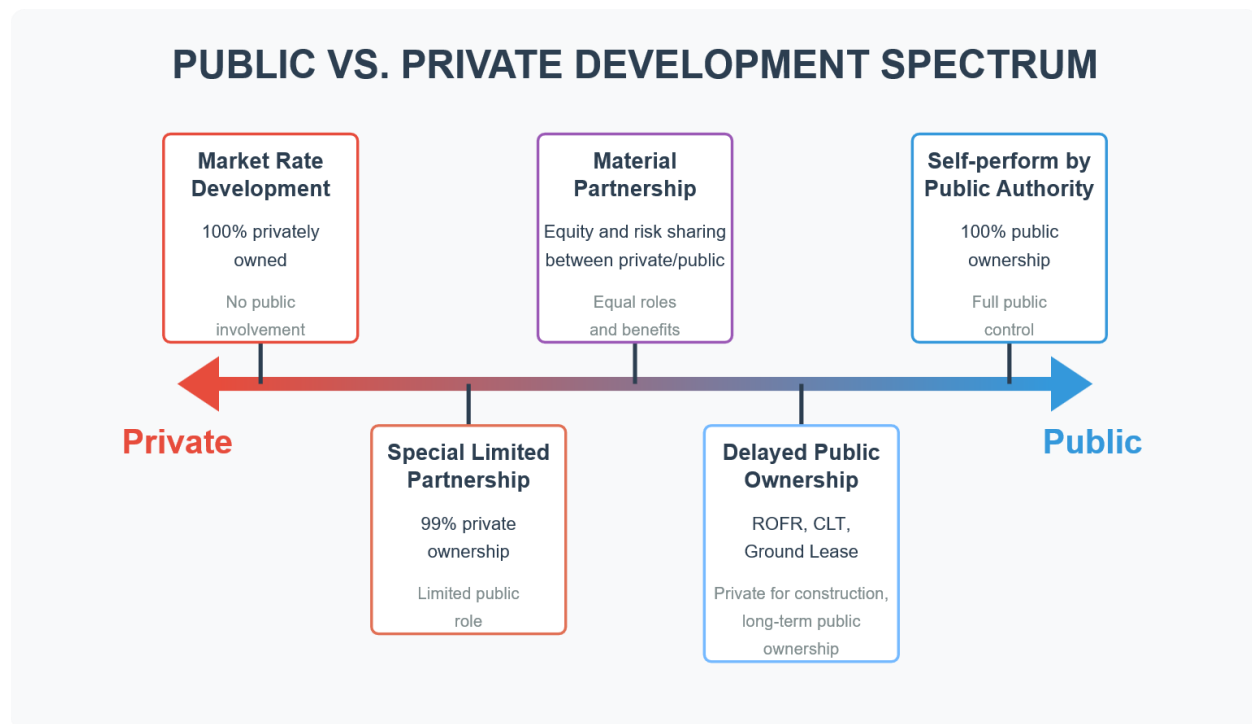 PUBLIC VS. PRIVATE DEVELOPMENT SPECTRUM
Market Rate
Development
100% privately
owned
No public
involvement
Material
Partnership
Equity and risk sharing
between private/public
Equal roles
and benefits
Self-perform by
Public Authority
100% public
ownership
Full public
control
Private
Public
Special Limited
Partnership
99% private
ownership
Limited public
role
Delayed Public
Ownership
ROFR, CLT,
Ground Lease
Private for construction,
long-term public
ownership